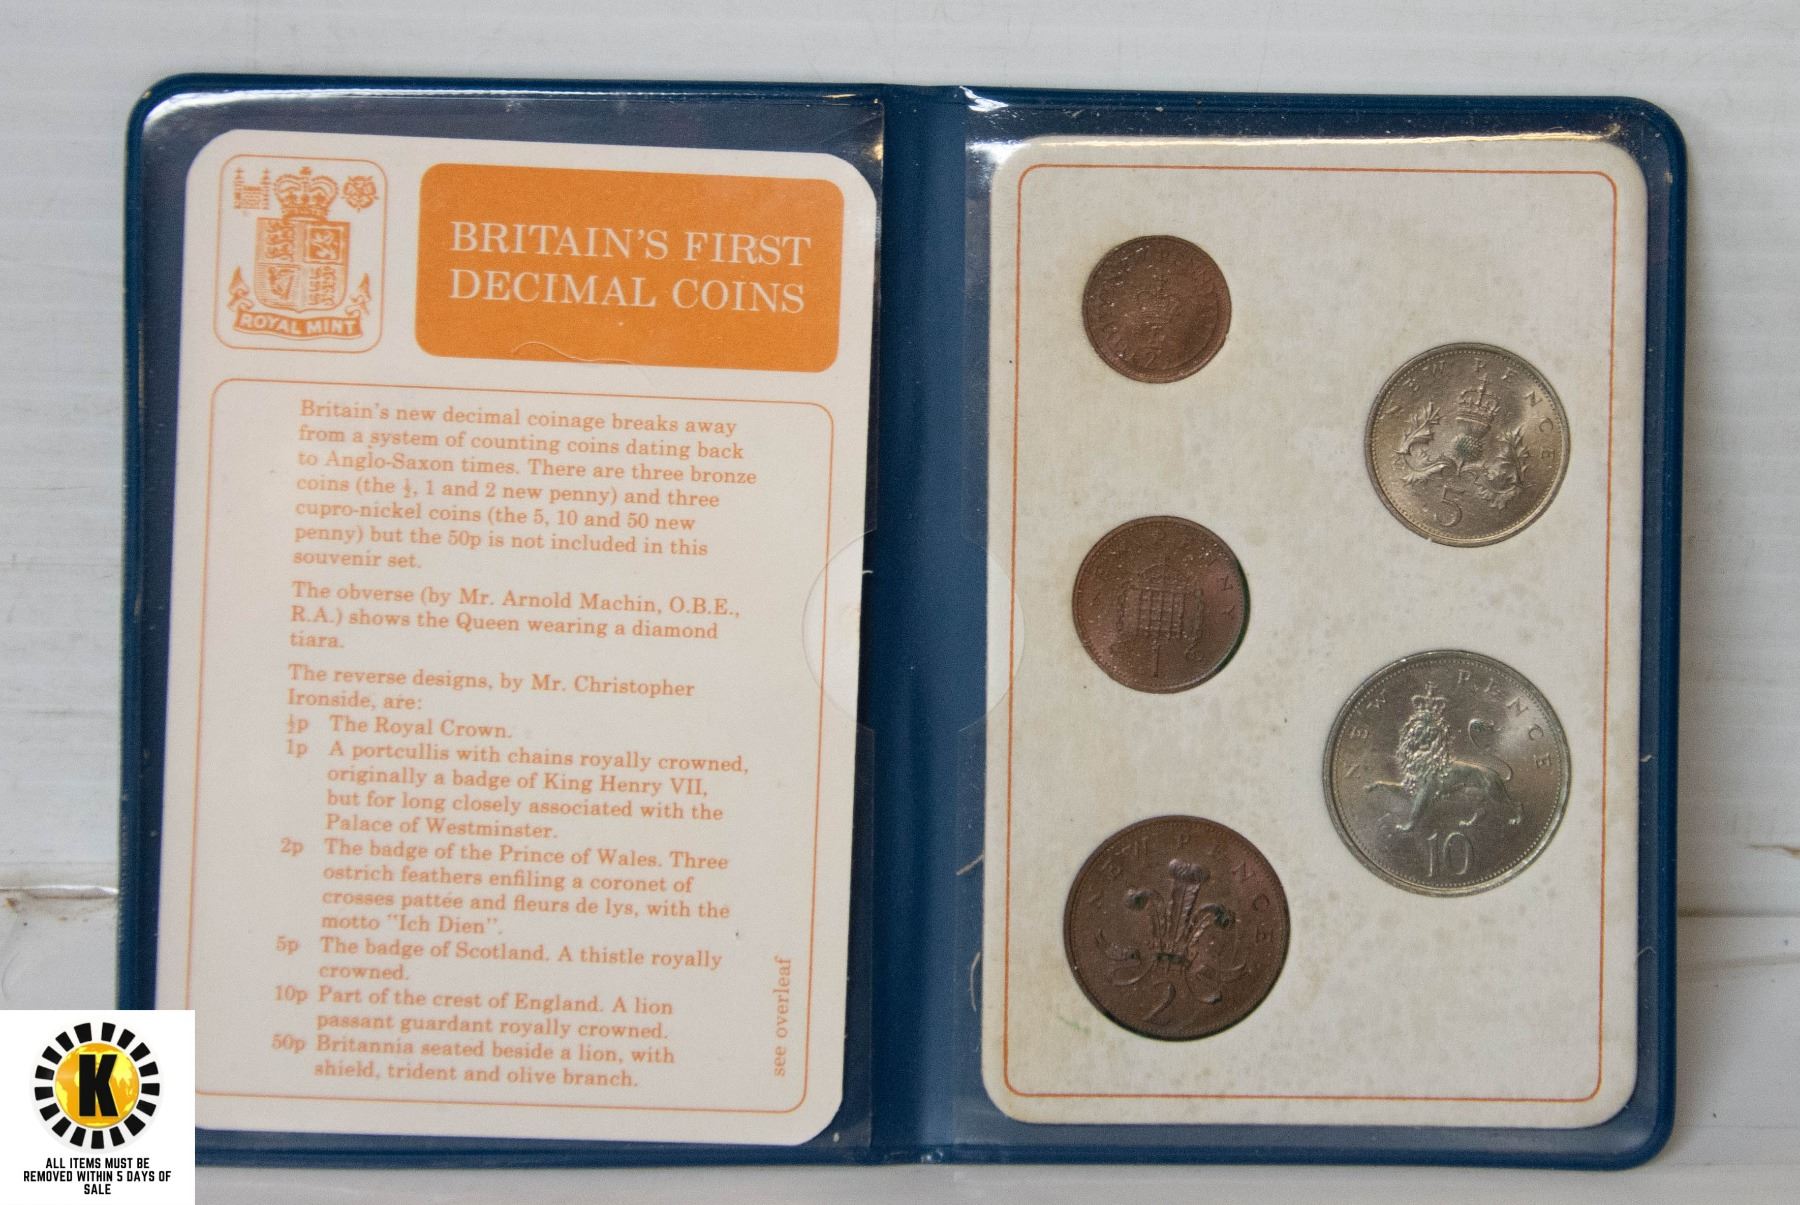 ROYAL MINT
BRITAIN'S FIRST
DECIMAL COINS
Britain's new decimal coinage breaks away
from a system of counting coins dating back
to Anglo-Saxon times. There are three bronze
coins (the ½, 1 and 2 new penny) and three
cupro-nickel coins (the 5, 10 and 50 new
penny) but the 50p is not included in this
souvenir set.
The obverse (by Mr. Arnold Machin, O.B.E.,
R.A.) shows the Queen wearing a diamond
tiara.
The reverse designs, by Mr. Christopher
Ironside, are:
½p The Royal Crown.
1p A portcullis with chains royally crowned,
originally a badge of King Henry VII,
but for long closely associated with the
Palace of Westminster.
2p The badge of the Prince of Wales. Three
ostrich feathers enfiling a coronet of
crosses pattée and fleurs de lys, with the
motto "Ich Dien".
5p The badge of Scotland. A thistle royally
crowned.
10p Part of the crest of England. A lion
passant guardant royally crowned.
50p Britannia seated beside a lion, with
shield, trident and olive branch.
see overleaf
NEW PENCE
5
NEW PENNY
1
NEW PENCE
10
NEW PENCE
2
K
ALL ITEMS MUST BE
REMOVED WITHIN 5 DAYS OF
SALE